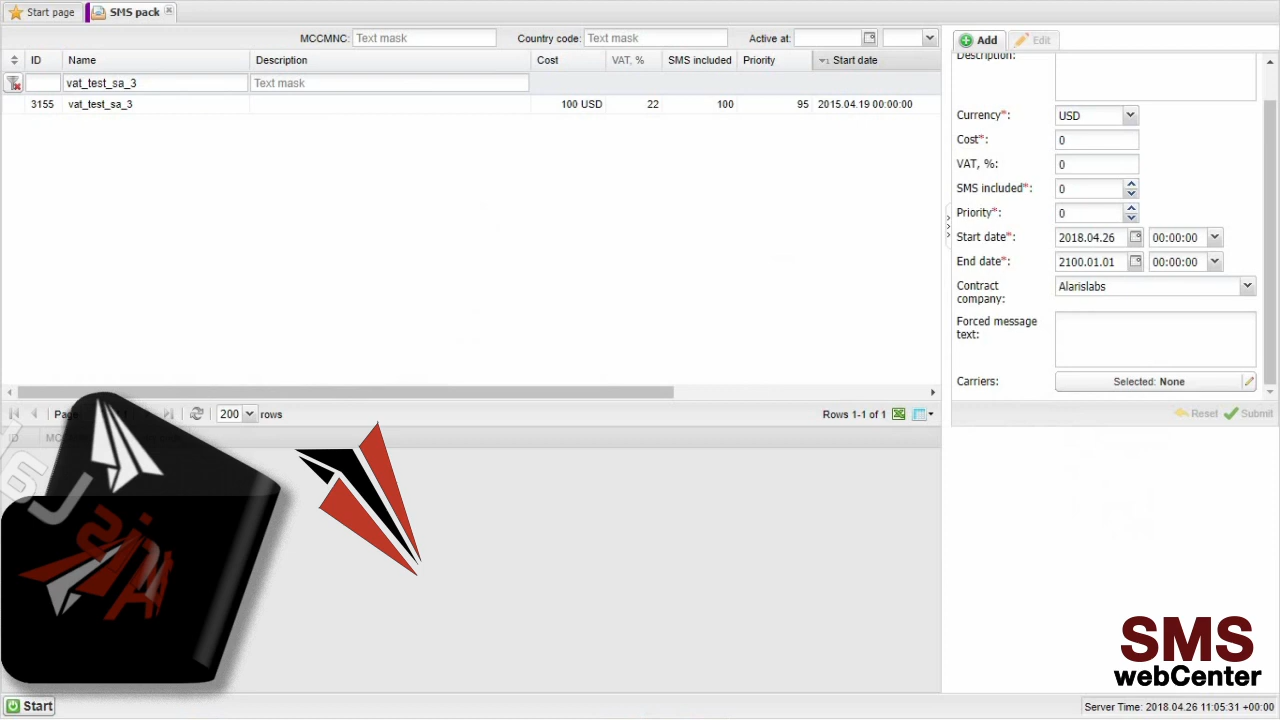 Start page
SMS pack
MCCMNC: Text mask Country code: Text mask Active at:
ID Name Description Cost VAT, % SMS included Priority Start date
vat_test_sa_3 Text mask
3155 vat_test_sa_3 100 USD 22 100 95 2015.04.19 00:00:00
Page
200 rows
Rows 1-1 of 1
ID
Add
Edit
Description:
Currency*: USD
Cost*: 0
VAT, %: 0
SMS included*: 0
Priority*: 0
Start date*: 2018.04.26 00:00:00
End date*: 2100.01.01 00:00:00
Contract company: Alarislabs
Forced message text:
Carriers: Selected: None
Reset Submit
SMS
webCenter
Start
Server Time: 2018.04.26 11:05:31 +00:00